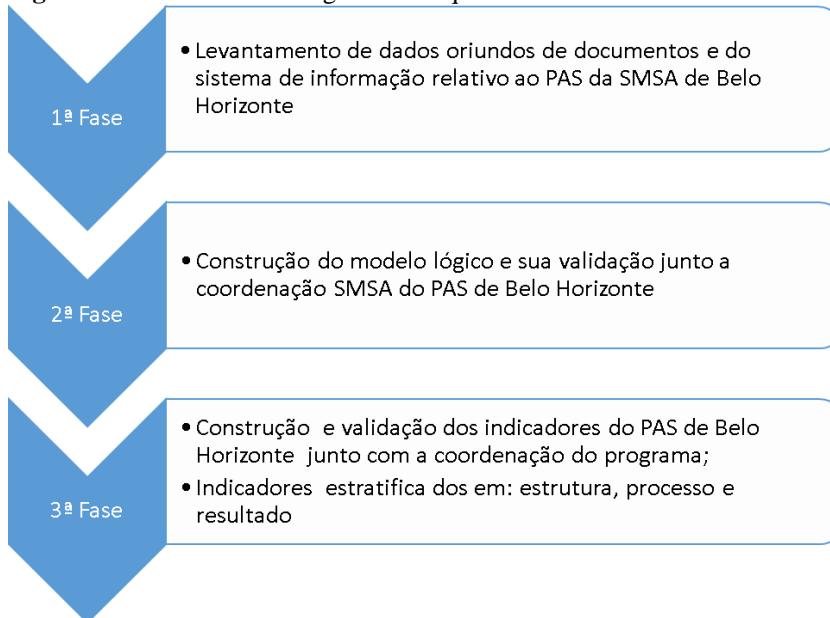 1ª Fase
• Levantamento de dados oriundos de documentos e do
sistema de informação relativo ao PAS da SMSA de Belo
Horizonte
2ª Fase
• Construção do modelo lógico e sua validação junto a
coordenação SMSA do PAS de Belo Horizonte
3ª Fase
• Construção e validação dos indicadores do PAS de Belo
Horizonte junto com a coordenação do programa;
• Indicadores estratifica dos em: estrutura, processo e
resultado